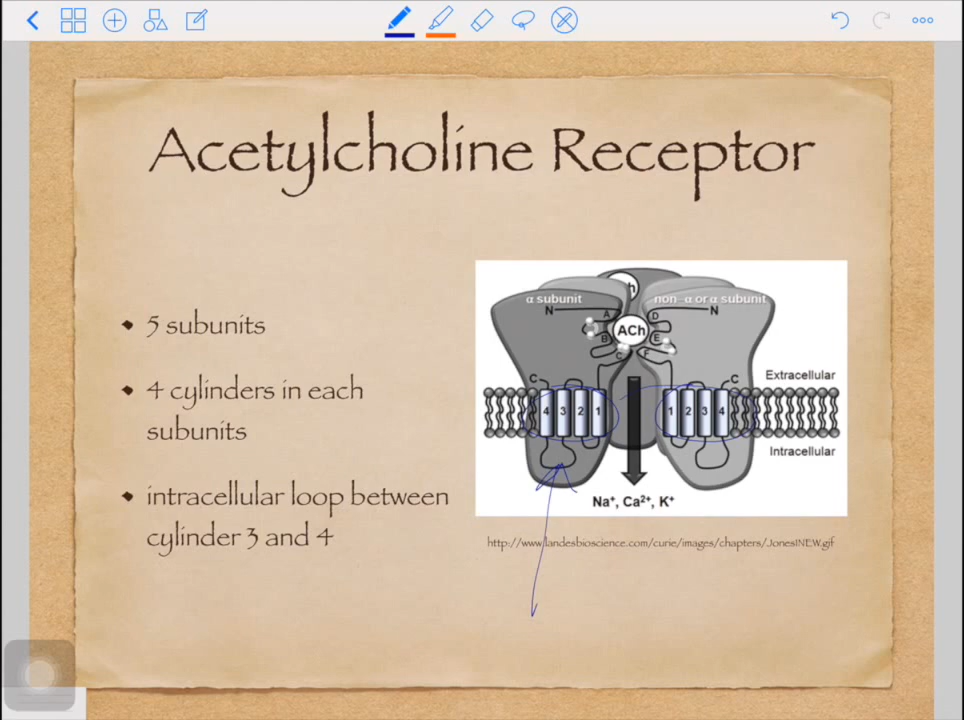 Acetylcholine Receptor
5 subunits
4 cylinders in each
subunits
intracellular loop between
cylinder 3 and 4
h
α subunit
non-α or α subunit
N
N
A
D
ACh
B
E
C
F
C
C
Extracellular
4 3 2 1
1 2 3 4
Intracellular
Na⁺, Ca²⁺, K⁺
http://www.landesbioscience.com/curie/images/chapters/Jones1NEW.gif